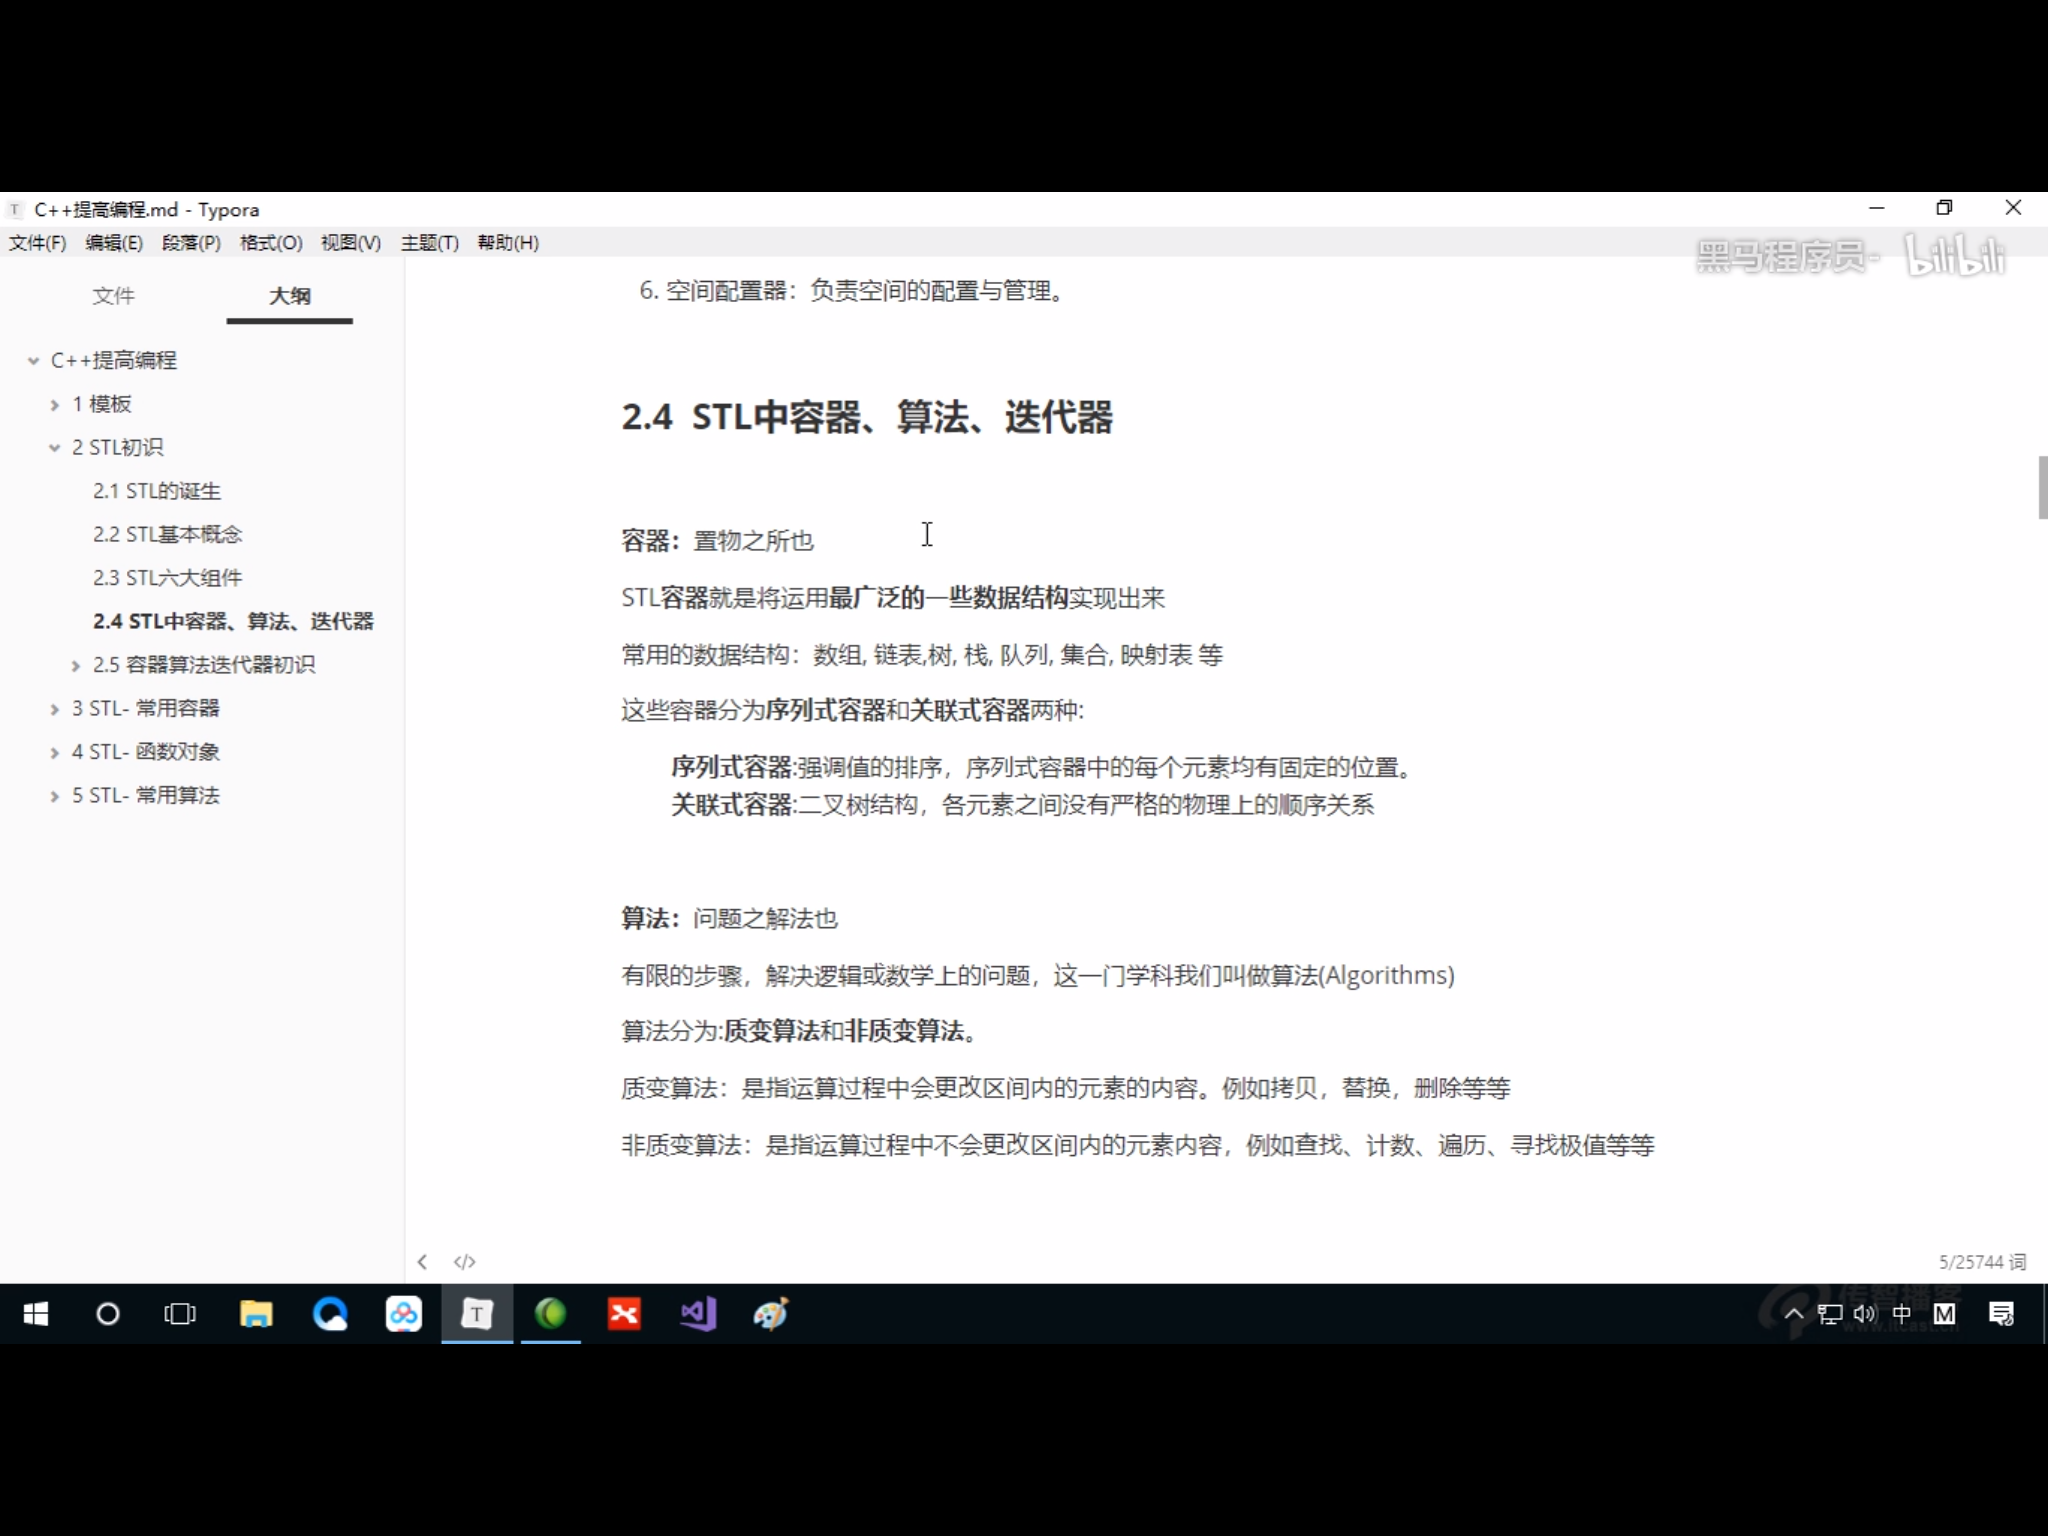 C++提高编程.md - Typora
文件(F) 编辑(E) 段落(P) 格式(O) 视图(V) 主题(T) 帮助(H)
黑马程序员- bilibili
文件 大纲
C++提高编程
1 模板
2 STL初识
2.1 STL的诞生
2.2 STL基本概念
2.3 STL六大组件
2.4 STL中容器、算法、迭代器
2.5 容器算法迭代器初识
3 STL- 常用容器
4 STL- 函数对象
5 STL- 常用算法
6. 空间配置器：负责空间的配置与管理。
2.4 STL中容器、算法、迭代器
容器：置物之所也
STL容器就是将运用最广泛的一些数据结构实现出来
常用的数据结构：数组, 链表,树, 栈, 队列, 集合, 映射表 等
这些容器分为序列式容器和关联式容器两种:
序列式容器:强调值的排序，序列式容器中的每个元素均有固定的位置。
关联式容器:二叉树结构，各元素之间没有严格的物理上的顺序关系
算法：问题之解法也
有限的步骤，解决逻辑或数学上的问题，这一门学科我们叫做算法(Algorithms)
算法分为:质变算法和非质变算法。
质变算法：是指运算过程中会更改区间内的元素的内容。例如拷贝，替换，删除等等
非质变算法：是指运算过程中不会更改区间内的元素内容，例如查找、计数、遍历、寻找极值等等
5/25744 词
传智播客
www.itcast.cn
中 M